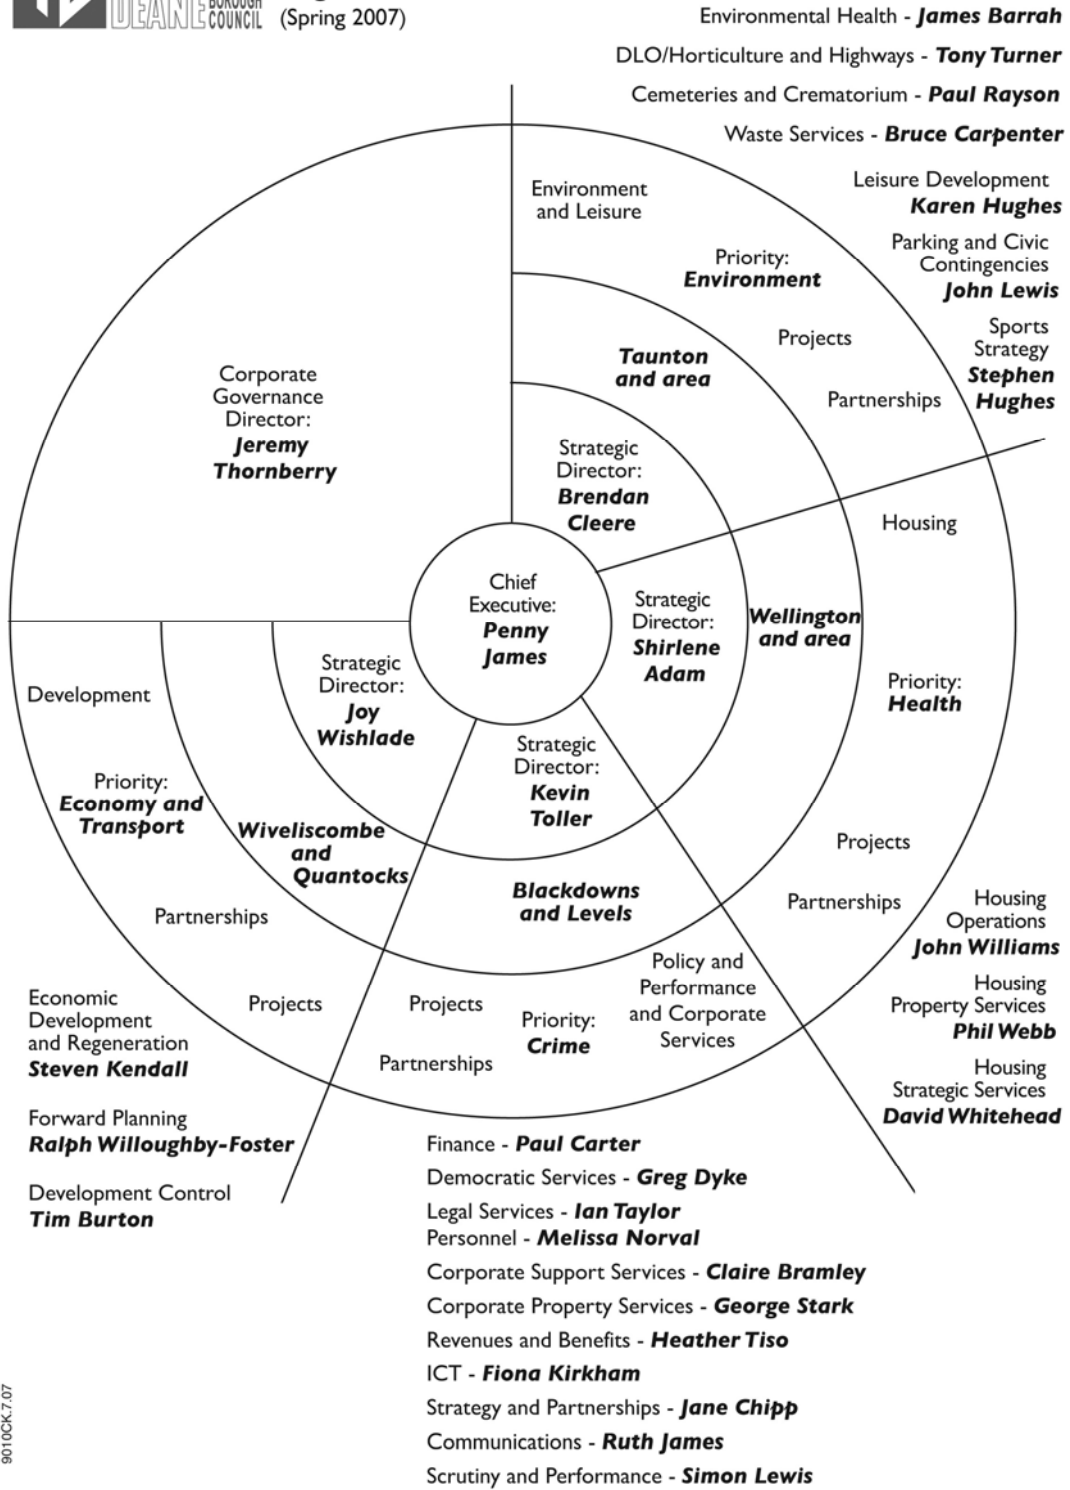 DEANE
COUNCIL
(Spring 2007)
Environmental Health - James Barrah
DLO/Horticulture and Highways - Tony Turner
Cemeteries and Crematorium - Paul Rayson
Waste Services - Bruce Carpenter
Leisure Development
Karen Hughes
Parking and Civic
Contingencies
John Lewis
Sports
Strategy
Stephen
Hughes
Environment
and Leisure
Priority:
Environment
Projects
Partnerships
Taunton
and area
Strategic
Director:
Brendan
Cleere
Corporate
Governance
Director:
Jeremy
Thornberry
Chief
Executive:
Penny
James
Strategic
Director:
Shirlene
Adam
Wellington
and area
Housing
Priority:
Health
Projects
Partnerships
Housing
Operations
John Williams
Housing
Property Services
Phil Webb
Housing
Strategic Services
David Whitehead
Strategic
Director:
Joy
Wishlade
Development
Priority:
Economy and
Transport
Wiveliscombe
and
Quantocks
Partnerships
Projects
Economic
Development
and Regeneration
Steven Kendall
Forward Planning
Ralph Willoughby-Foster
Development Control
Tim Burton
Strategic
Director:
Kevin
Toller
Blackdowns
and Levels
Policy and
Performance
and Corporate
Services
Projects
Priority:
Crime
Partnerships
Finance - Paul Carter
Democratic Services - Greg Dyke
Legal Services - Ian Taylor
Personnel - Melissa Norval
Corporate Support Services - Claire Bramley
Corporate Property Services - George Stark
Revenues and Benefits - Heather Tiso
ICT - Fiona Kirkham
Strategy and Partnerships - Jane Chipp
Communications - Ruth James
Scrutiny and Performance - Simon Lewis
9010CK.7.07